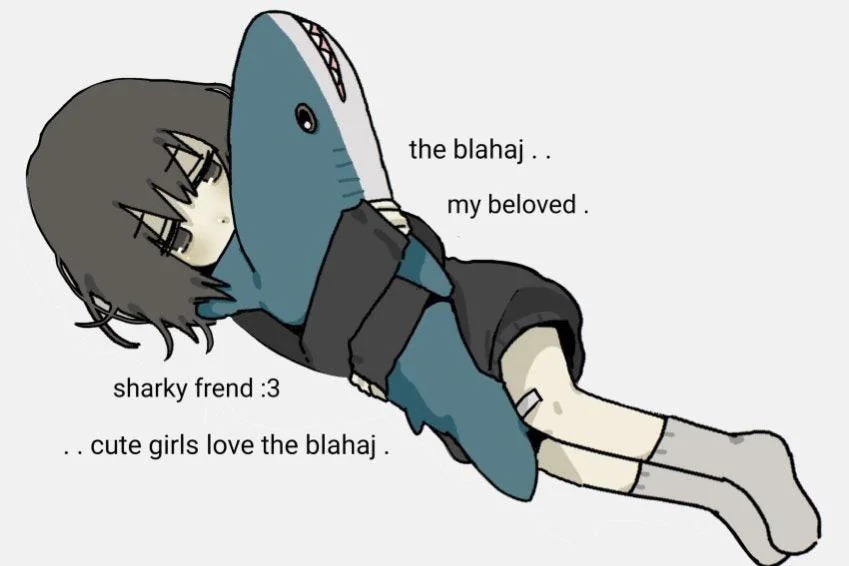 the blahaj . .
my beloved .
sharky frend :3
. . cute girls love the blahaj .